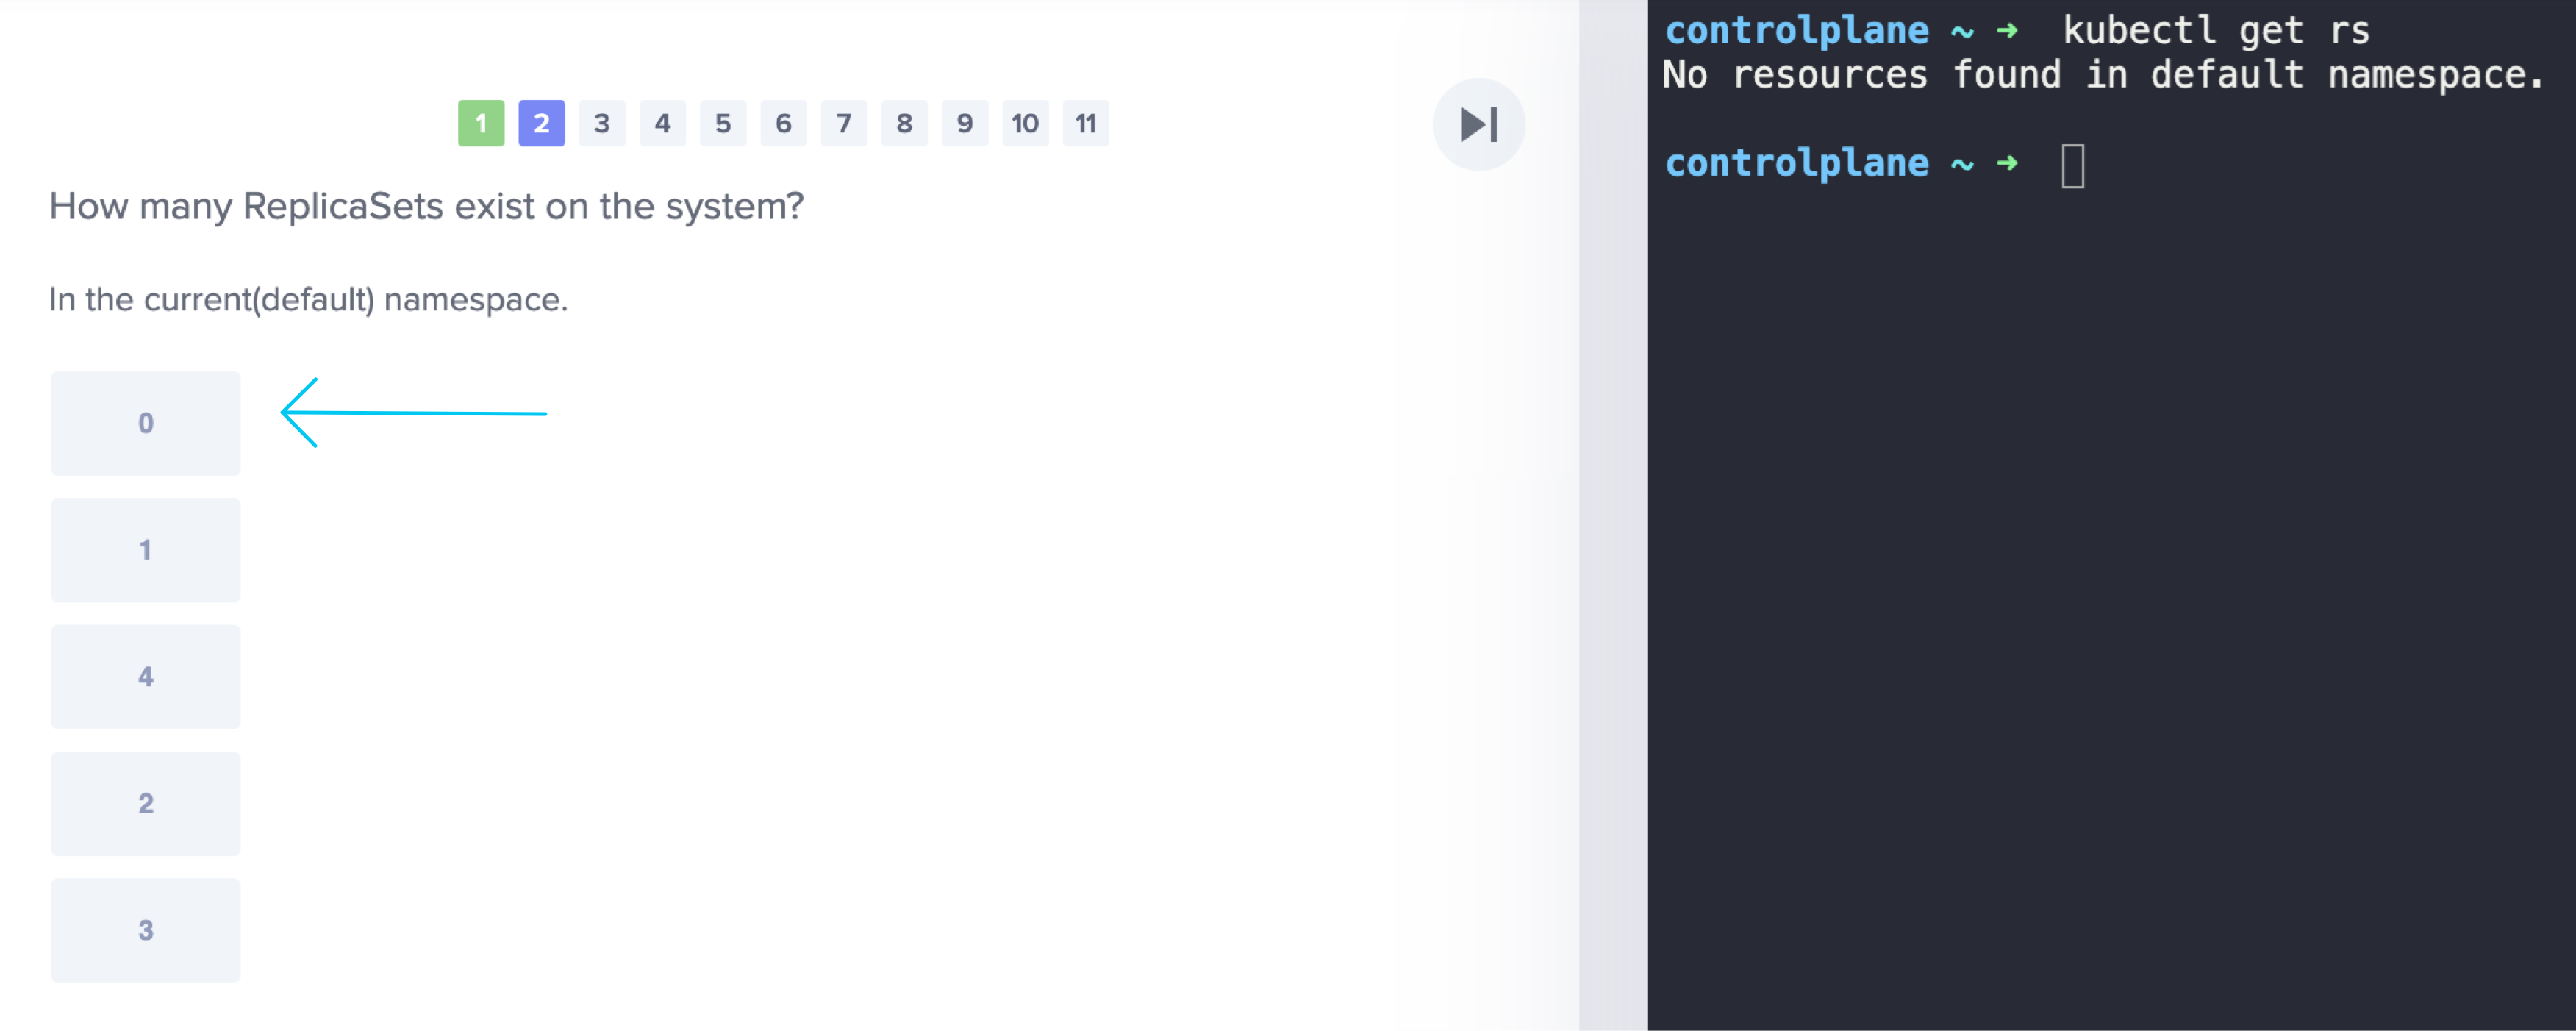 1 2 3 4 5 6 7 8 9 10 11
How many ReplicaSets exist on the system?
In the current(default) namespace.
0
1
4
2
3
controlplane ~ ➜ kubectl get rs
No resources found in default namespace.
controlplane ~ ➜